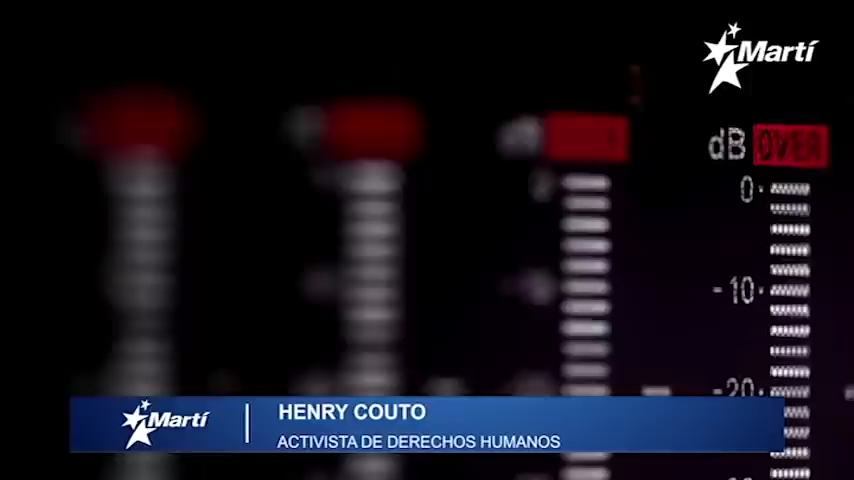 Martí
dB OVER
0
-10
-20
Martí
HENRY COUTO
ACTIVISTA DE DERECHOS HUMANOS